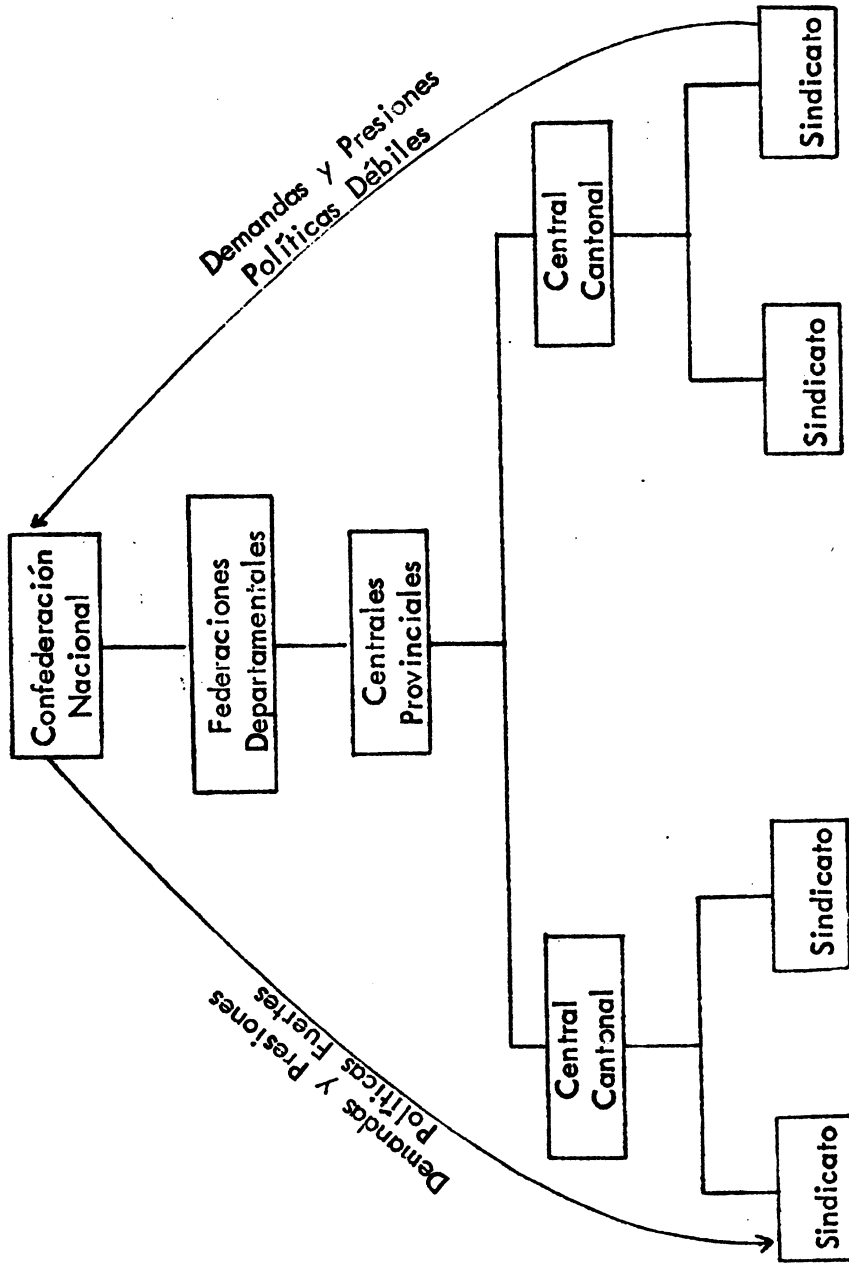 Confederación
Nacional
Demandas y Presiones
Políticas Fuertes
Demandas y Presiones
Políticas Débiles
Federaciones
Departamentales
Centrales
Provinciales
Central
Cantonal
Central
Cantonal
Sindicato
Sindicato
Sindicato
Sindicato